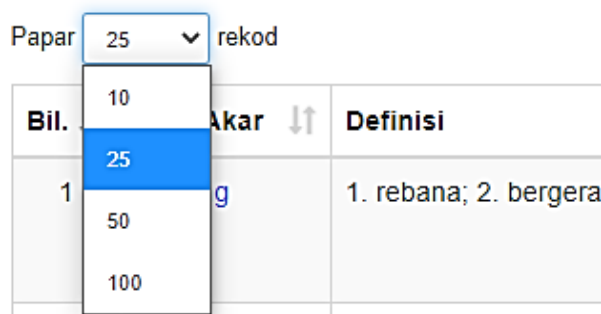 Papar 25 rekod
10
Bil. Akar Definisi
25
1 g 1. rebana; 2. bergera
50
100